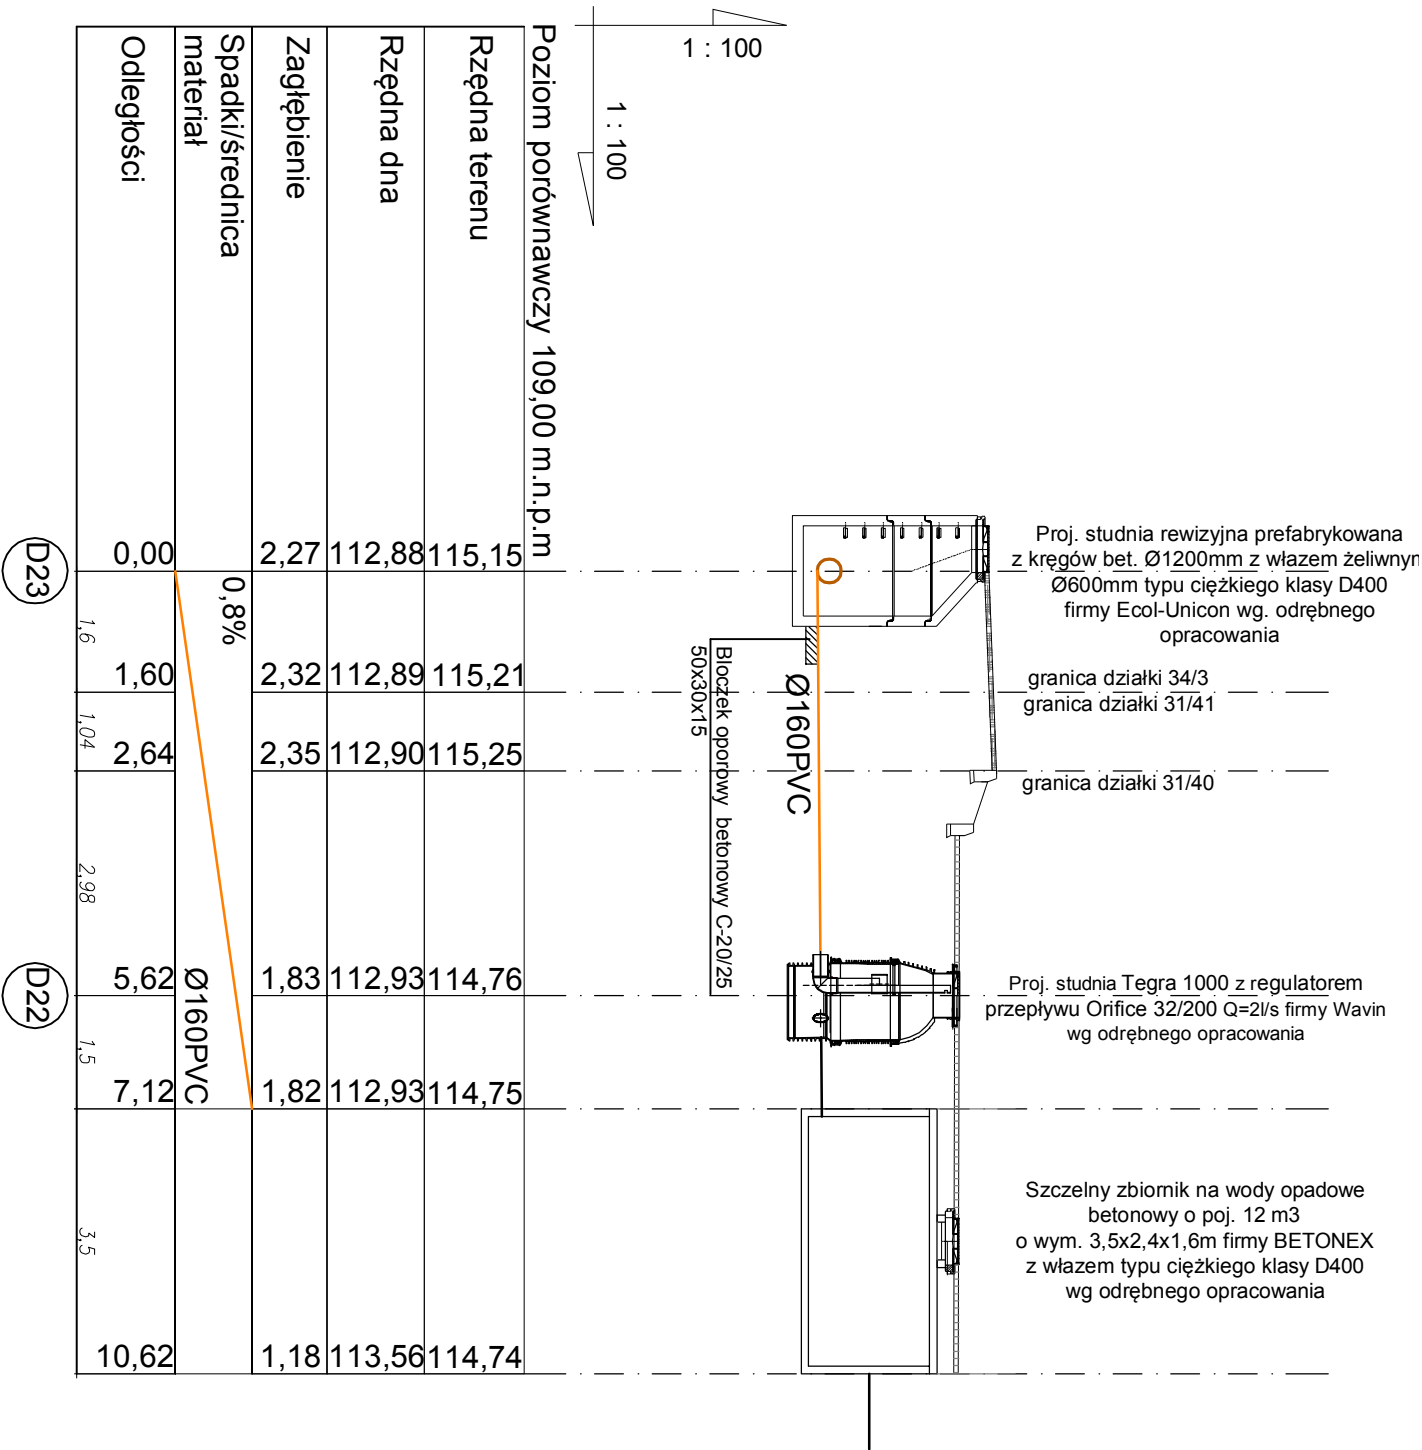 1 : 100
1 : 100
Poziom porównawczy 109,00 m.n.p.m
Rzędna terenu
115,15
115,21
115,25
114,76
114,75
114,74
Rzędna dna
112,88
112,89
112,90
112,93
112,93
113,56
Zagłębienie
2,27
2,32
2,35
1,83
1,82
1,18
Spadki/średnica
materiał
0,8%
Ø160PVC
Odległości
0,00
1,60
2,64
5,62
7,12
10,62
1,6
1,04
2,98
1,5
3,5
D23
D22
Ø160PVC
Bloczek oporowy betonowy C-20/25
50x30x15
Proj. studnia rewizyjna prefabrykowana
z kręgów bet. Ø1200mm z włazem żeliwnym
Ø600mm typu ciężkiego klasy D400
firmy Ecol-Unicon wg. odrębnego
opracowania
granica działki 34/3
granica działki 31/41
granica działki 31/40
Proj. studnia Tegra 1000 z regulatorem
przepływu Orifice 32/200 Q=2l/s firmy Wavin
wg odrębnego opracowania
Szczelny zbiornik na wody opadowe
betonowy o poj. 12 m3
o wym. 3,5x2,4x1,6m firmy BETONEX
z włazem typu ciężkiego klasy D400
wg odrębnego opracowania